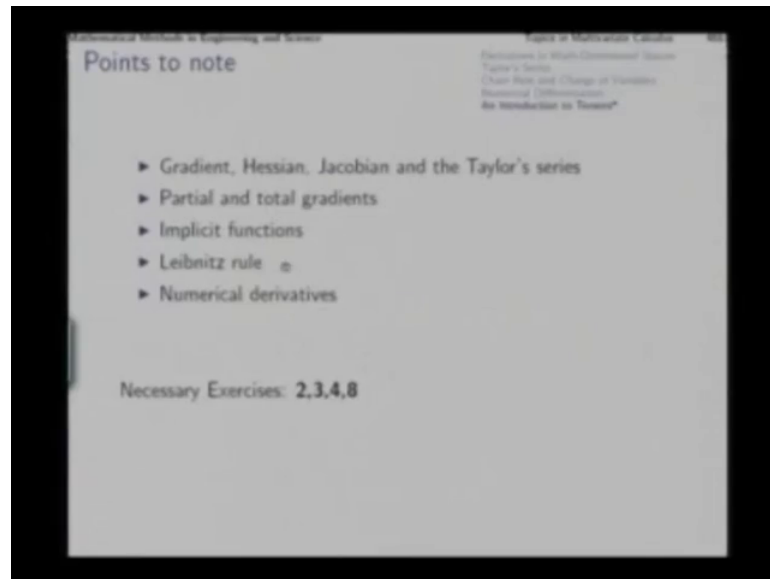 Mathematical Methods in Engineering and Science
Topics in Multivariate Calculus
Points to note
Derivatives in Multi-Dimensional Spaces
Taylor's Series
Chain Rule and Change of Variables
Numerical Differentiation
An Introduction to Tensors*
► Gradient, Hessian, Jacobian and the Taylor's series
► Partial and total gradients
► Implicit functions
► Leibnitz rule
► Numerical derivatives
Necessary Exercises: 2,3,4,8